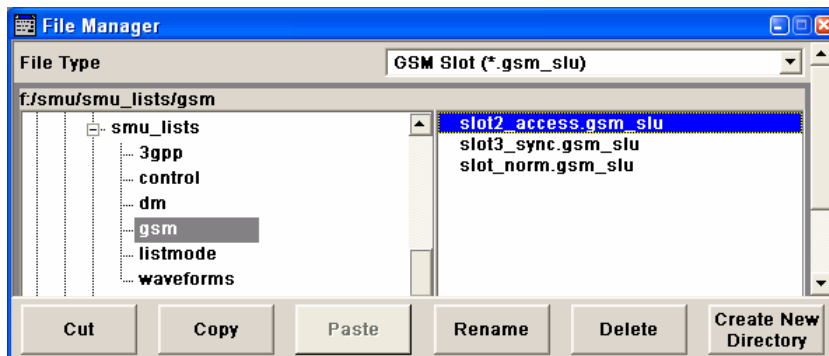 File Manager
File Type
GSM Slot (*.gsm_slu)
f:/smu/smu_lists/gsm
smu_lists
3gpp
control
dm
gsm
listmode
waveforms
slot2_access.gsm_slu
slot3_sync.gsm_slu
slot_norm.gsm_slu
Cut
Copy
Paste
Rename
Delete
Create New
Directory